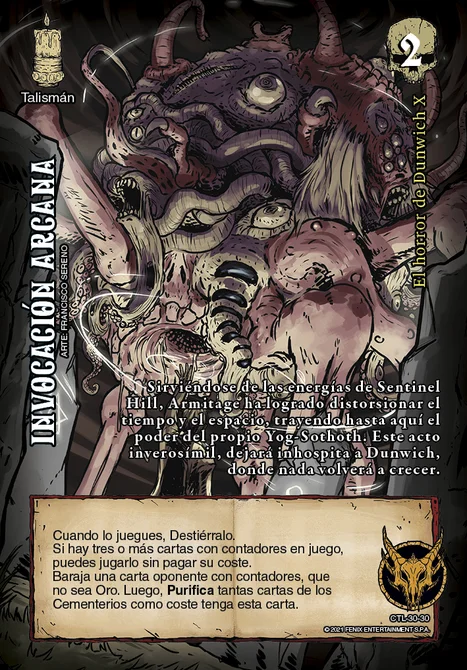 2
Talismán
INVOCACIÓN ARCANA
ARTE: FRANCISCO SERENO
El horror de Dunwich X
Sirviéndose de las energías de Sentinel
Hill, Armitage ha logrado distorsionar el
tiempo y el espacio, trayendo hasta aquí el
poder del propio Yog-Sothoth. Este acto
inverosímil, dejará inhospita a Dunwich,
donde nada volverá a crecer.
Cuando lo juegues, Destiérralo.
Si hay tres o más cartas con contadores en juego,
puedes jugarlo sin pagar su coste.
Baraja una carta oponente con contadores, que
no sea Oro. Luego, Purifica tantas cartas de los
Cementerios como coste tenga esta carta.
CTL-30-30
© 2021 FENIX ENTERTAINMENT S.P.A.